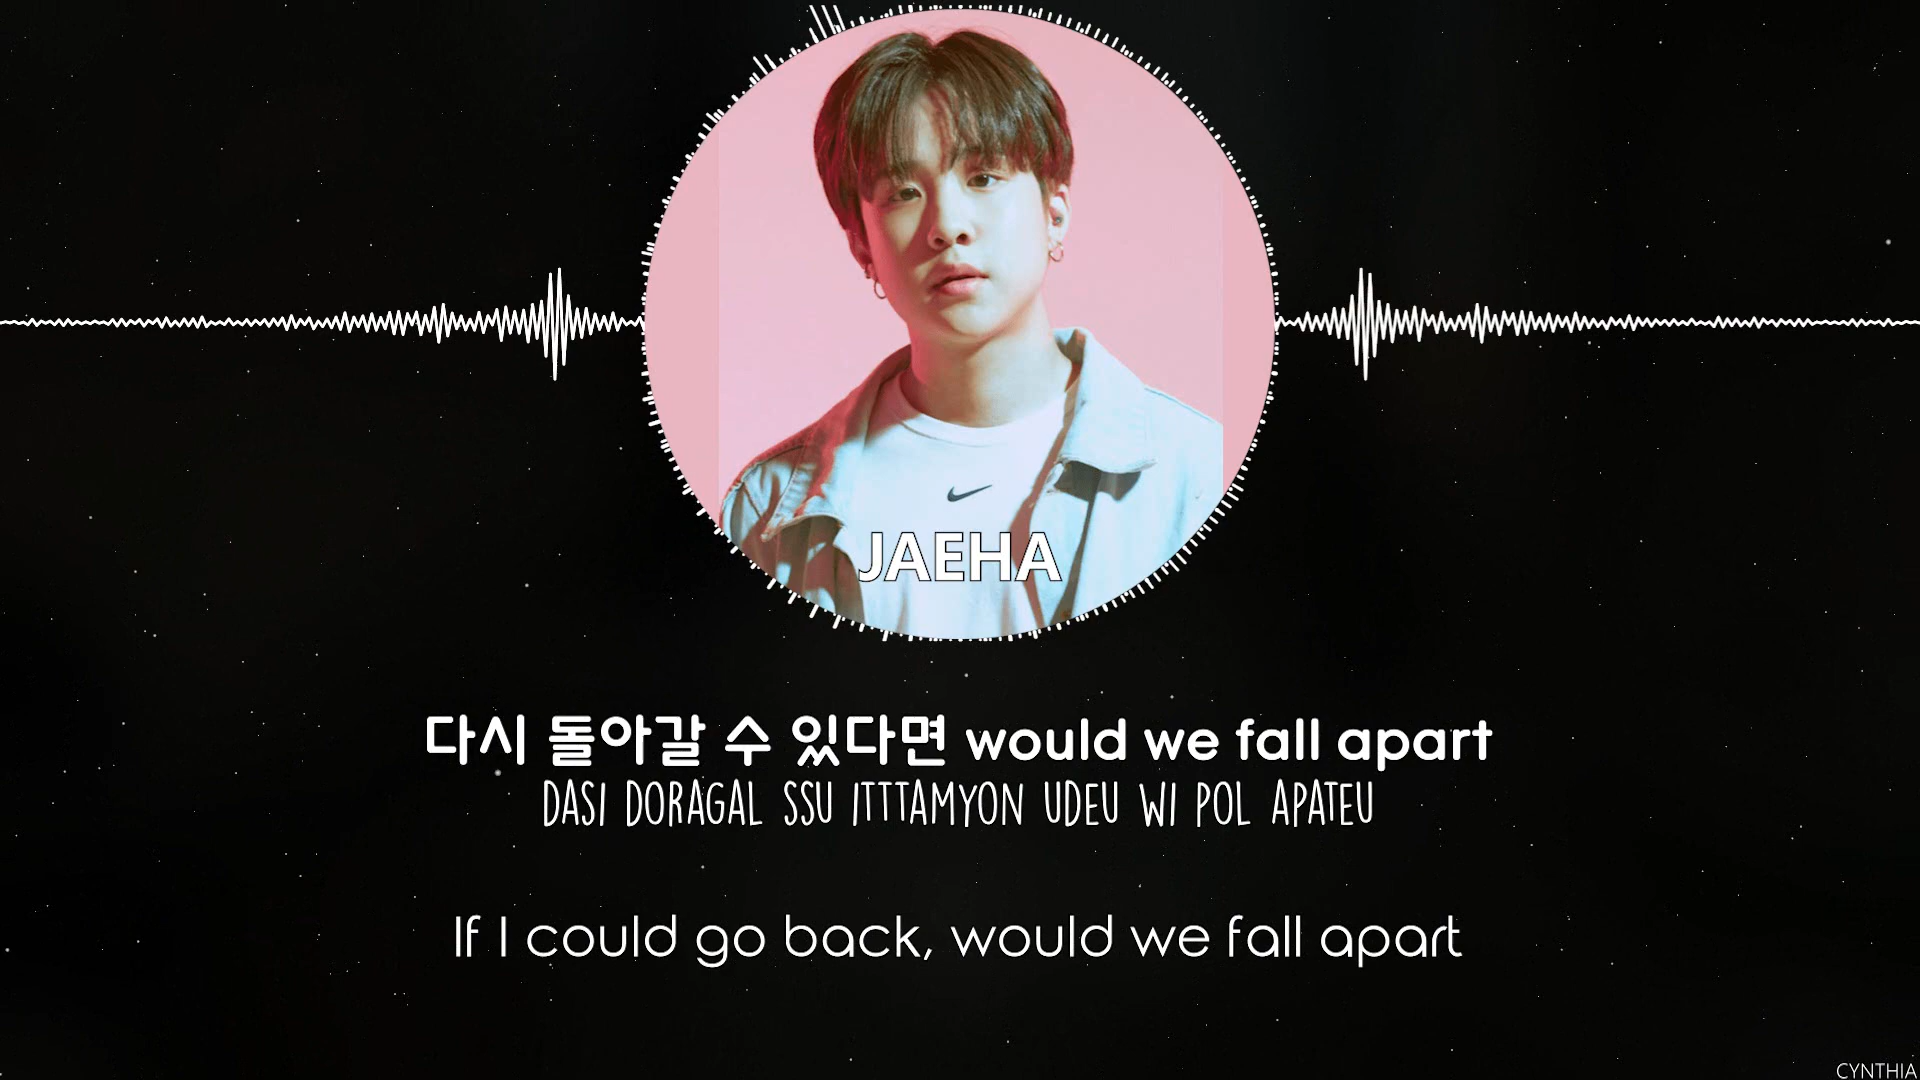 JAEHA
다시 돌아갈 수 있다면 would we fall apart
DASI DORAGAL SSU ITTTAMYON UDEU WI POL APATEU
If I could go back, would we fall apart
CYNTHIA